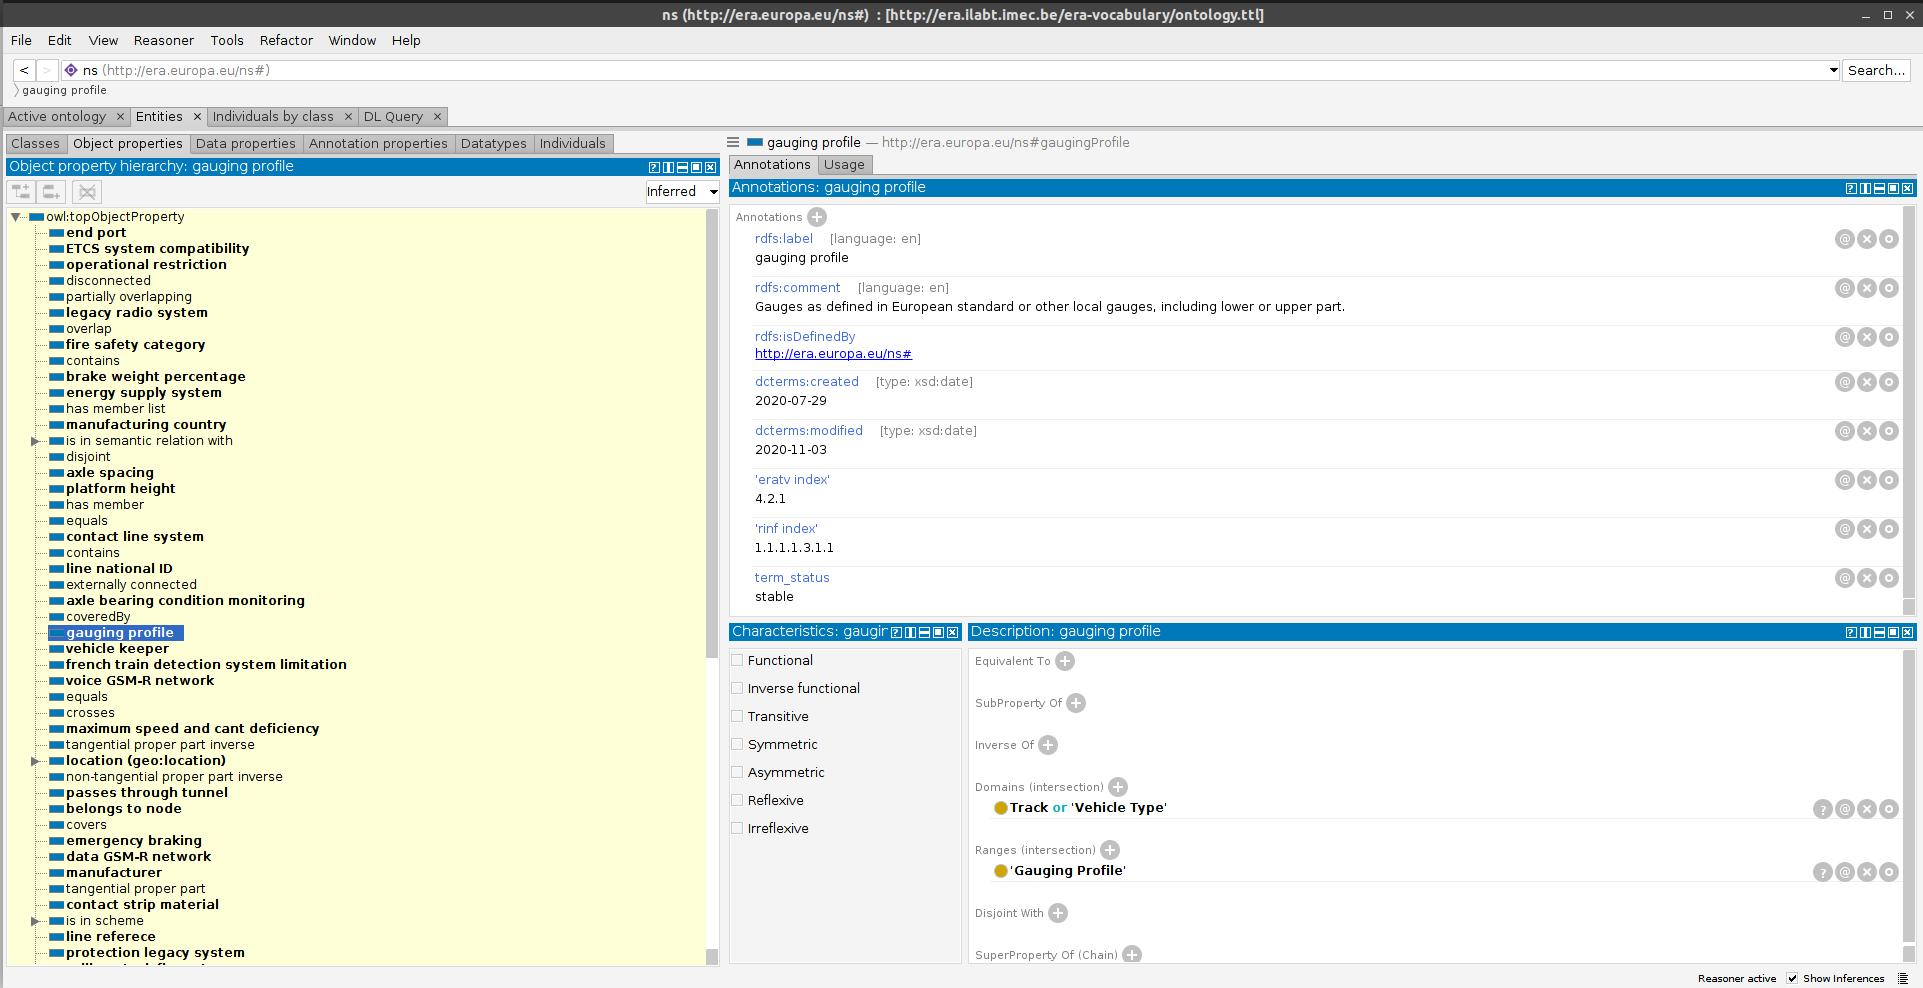 ns (http://era.europa.eu/ns#) : [http://era.ilabt.imec.be/era-vocabulary/ontology.ttl]
File Edit View Reasoner Tools Refactor Window Help
< > ns (http://era.europa.eu/ns#) Search...
gauging profile
Active ontology × Entities × Individuals by class × DL Query ×
Classes Object properties Data properties Annotation properties Datatypes Individuals
Object property hierarchy: gauging profile
Inferred
owl:topObjectProperty
end port
ETCS system compatibility
operational restriction
disconnected
partially overlapping
legacy radio system
overlap
fire safety category
contains
brake weight percentage
energy supply system
has member list
manufacturing country
is in semantic relation with
disjoint
axle spacing
platform height
has member
equals
contact line system
contains
line national ID
externally connected
axle bearing condition monitoring
coveredBy
gauging profile
vehicle keeper
french train detection system limitation
voice GSM-R network
equals
crosses
maximum speed and cant deficiency
tangential proper part inverse
location (geo:location)
non-tangential proper part inverse
passes through tunnel
belongs to node
covers
emergency braking
data GSM-R network
manufacturer
tangential proper part
contact strip material
is in scheme
line referece
protection legacy system
gauging profile — http://era.europa.eu/ns#gaugingProfile
Annotations Usage
Annotations: gauging profile
Annotations
rdfs:label [language: en]
gauging profile
rdfs:comment [language: en]
Gauges as defined in European standard or other local gauges, including lower or upper part.
rdfs:isDefinedBy
http://era.europa.eu/ns#
dcterms:created [type: xsd:date]
2020-07-29
dcterms:modified [type: xsd:date]
2020-11-03
'eratv index'
4.2.1
'rinf index'
1.1.1.1.3.1.1
term_status
stable
Characteristics: gaugir
Functional
Inverse functional
Transitive
Symmetric
Asymmetric
Reflexive
Irreflexive
Description: gauging profile
Equivalent To
SubProperty Of
Inverse Of
Domains (intersection)
Track or 'Vehicle Type'
Ranges (intersection)
'Gauging Profile'
Disjoint With
SuperProperty Of (Chain)
Reasoner active Show Inferences